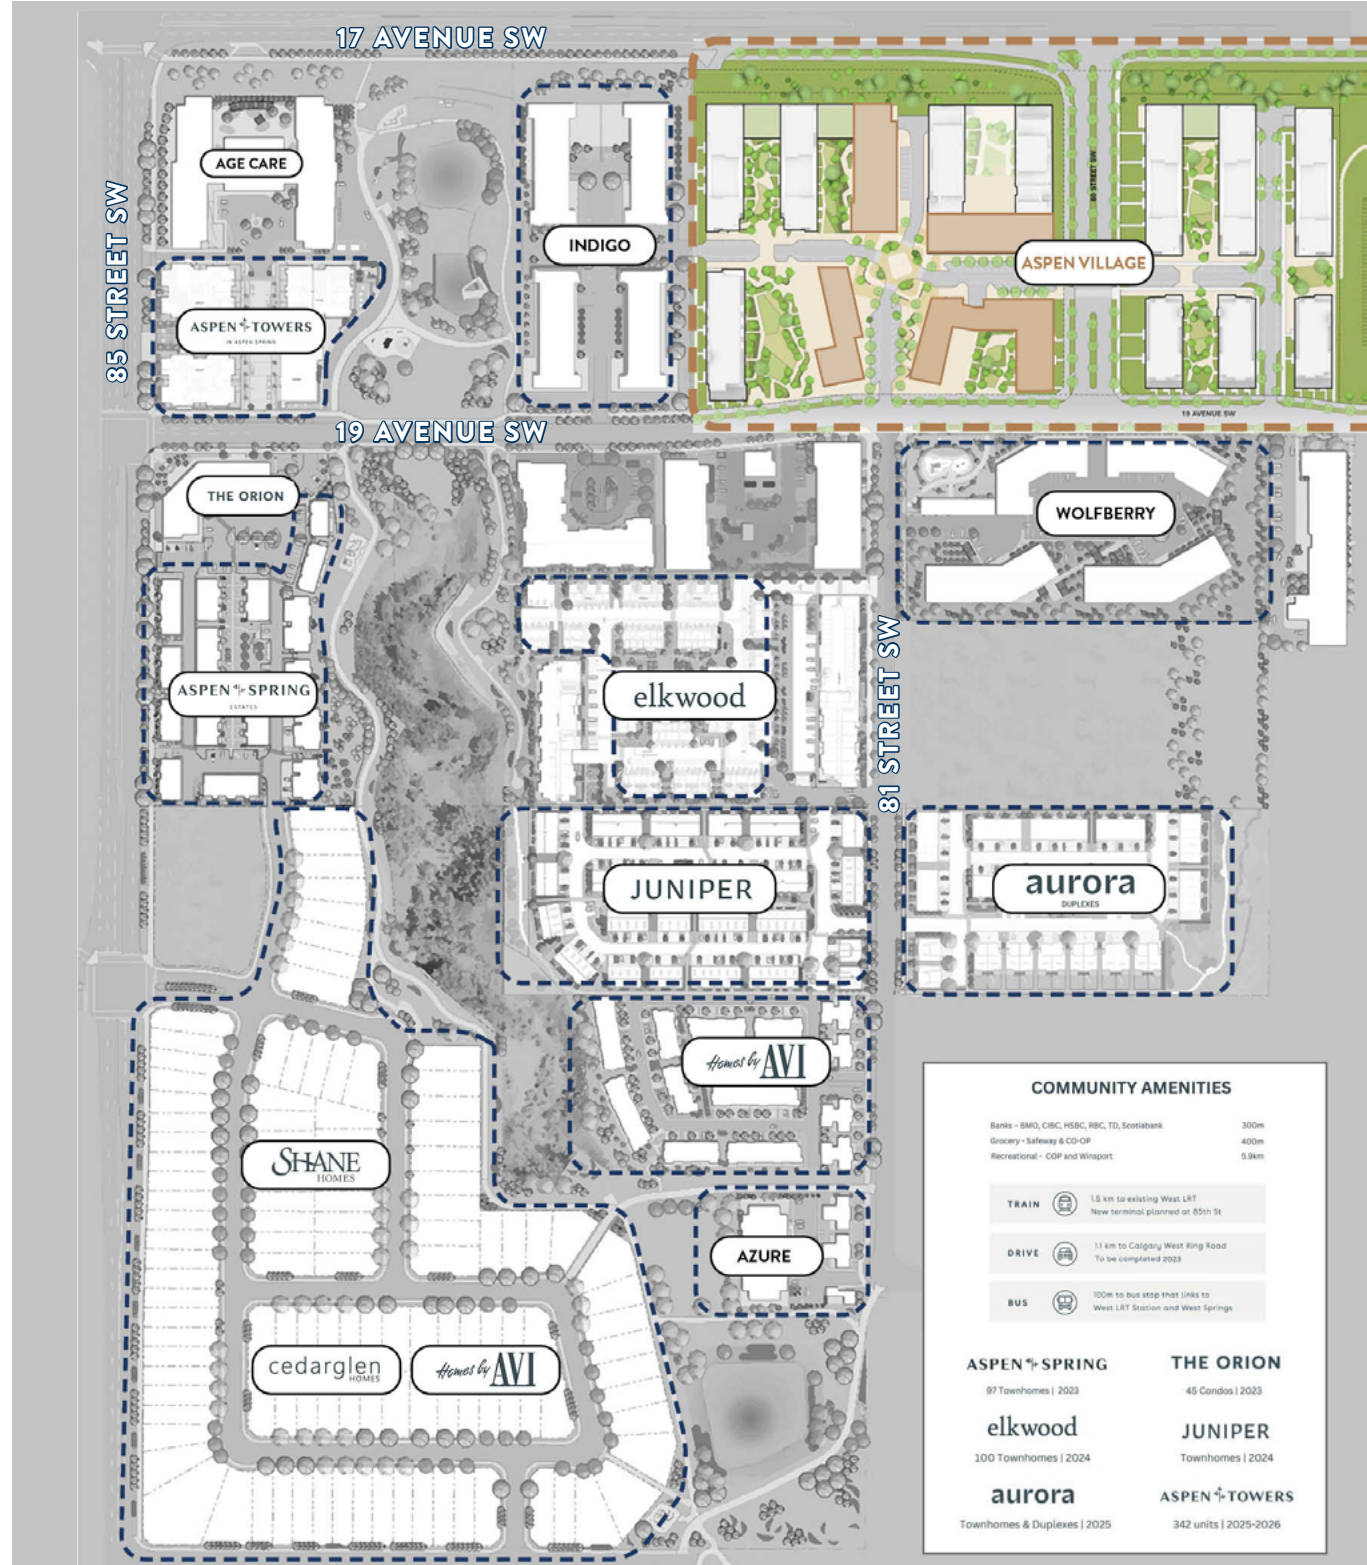 17 AVENUE SW
85 STREET SW
AGE CARE
INDIGO
80 STREET SW
ASPEN VILLAGE
ASPEN TOWERS
IN ASPEN SPRING
19 AVENUE SW
19 AVENUE SW
THE ORION
WOLFBERRY
ASPEN SPRING
ESTATES
elkwood
81 STREET SW
JUNIPER
aurora
DUPLEXES
Homes by AVI
SHANE
HOMES
AZURE
cedarglen
HOMES
Homes by AVI
COMMUNITY AMENITIES
Banks - BMO, CIBC, HSBC, RBC, TD, Scotiabank 300m
Grocery - Safeway & CO-OP 400m
Recreational - COP and Winsport 5.9km
TRAIN
1.5 km to existing West LRT
New terminal planned at 85th St
DRIVE
1.1 km to Calgary West Ring Road
To be completed 2023
BUS
100m to bus stop that links to
West LRT Station and West Springs
ASPEN SPRING
97 Townhomes | 2023
THE ORION
45 Condos | 2023
elkwood
100 Townhomes | 2024
JUNIPER
Townhomes | 2024
aurora
Townhomes & Duplexes | 2025
ASPEN TOWERS
342 units | 2025-2026